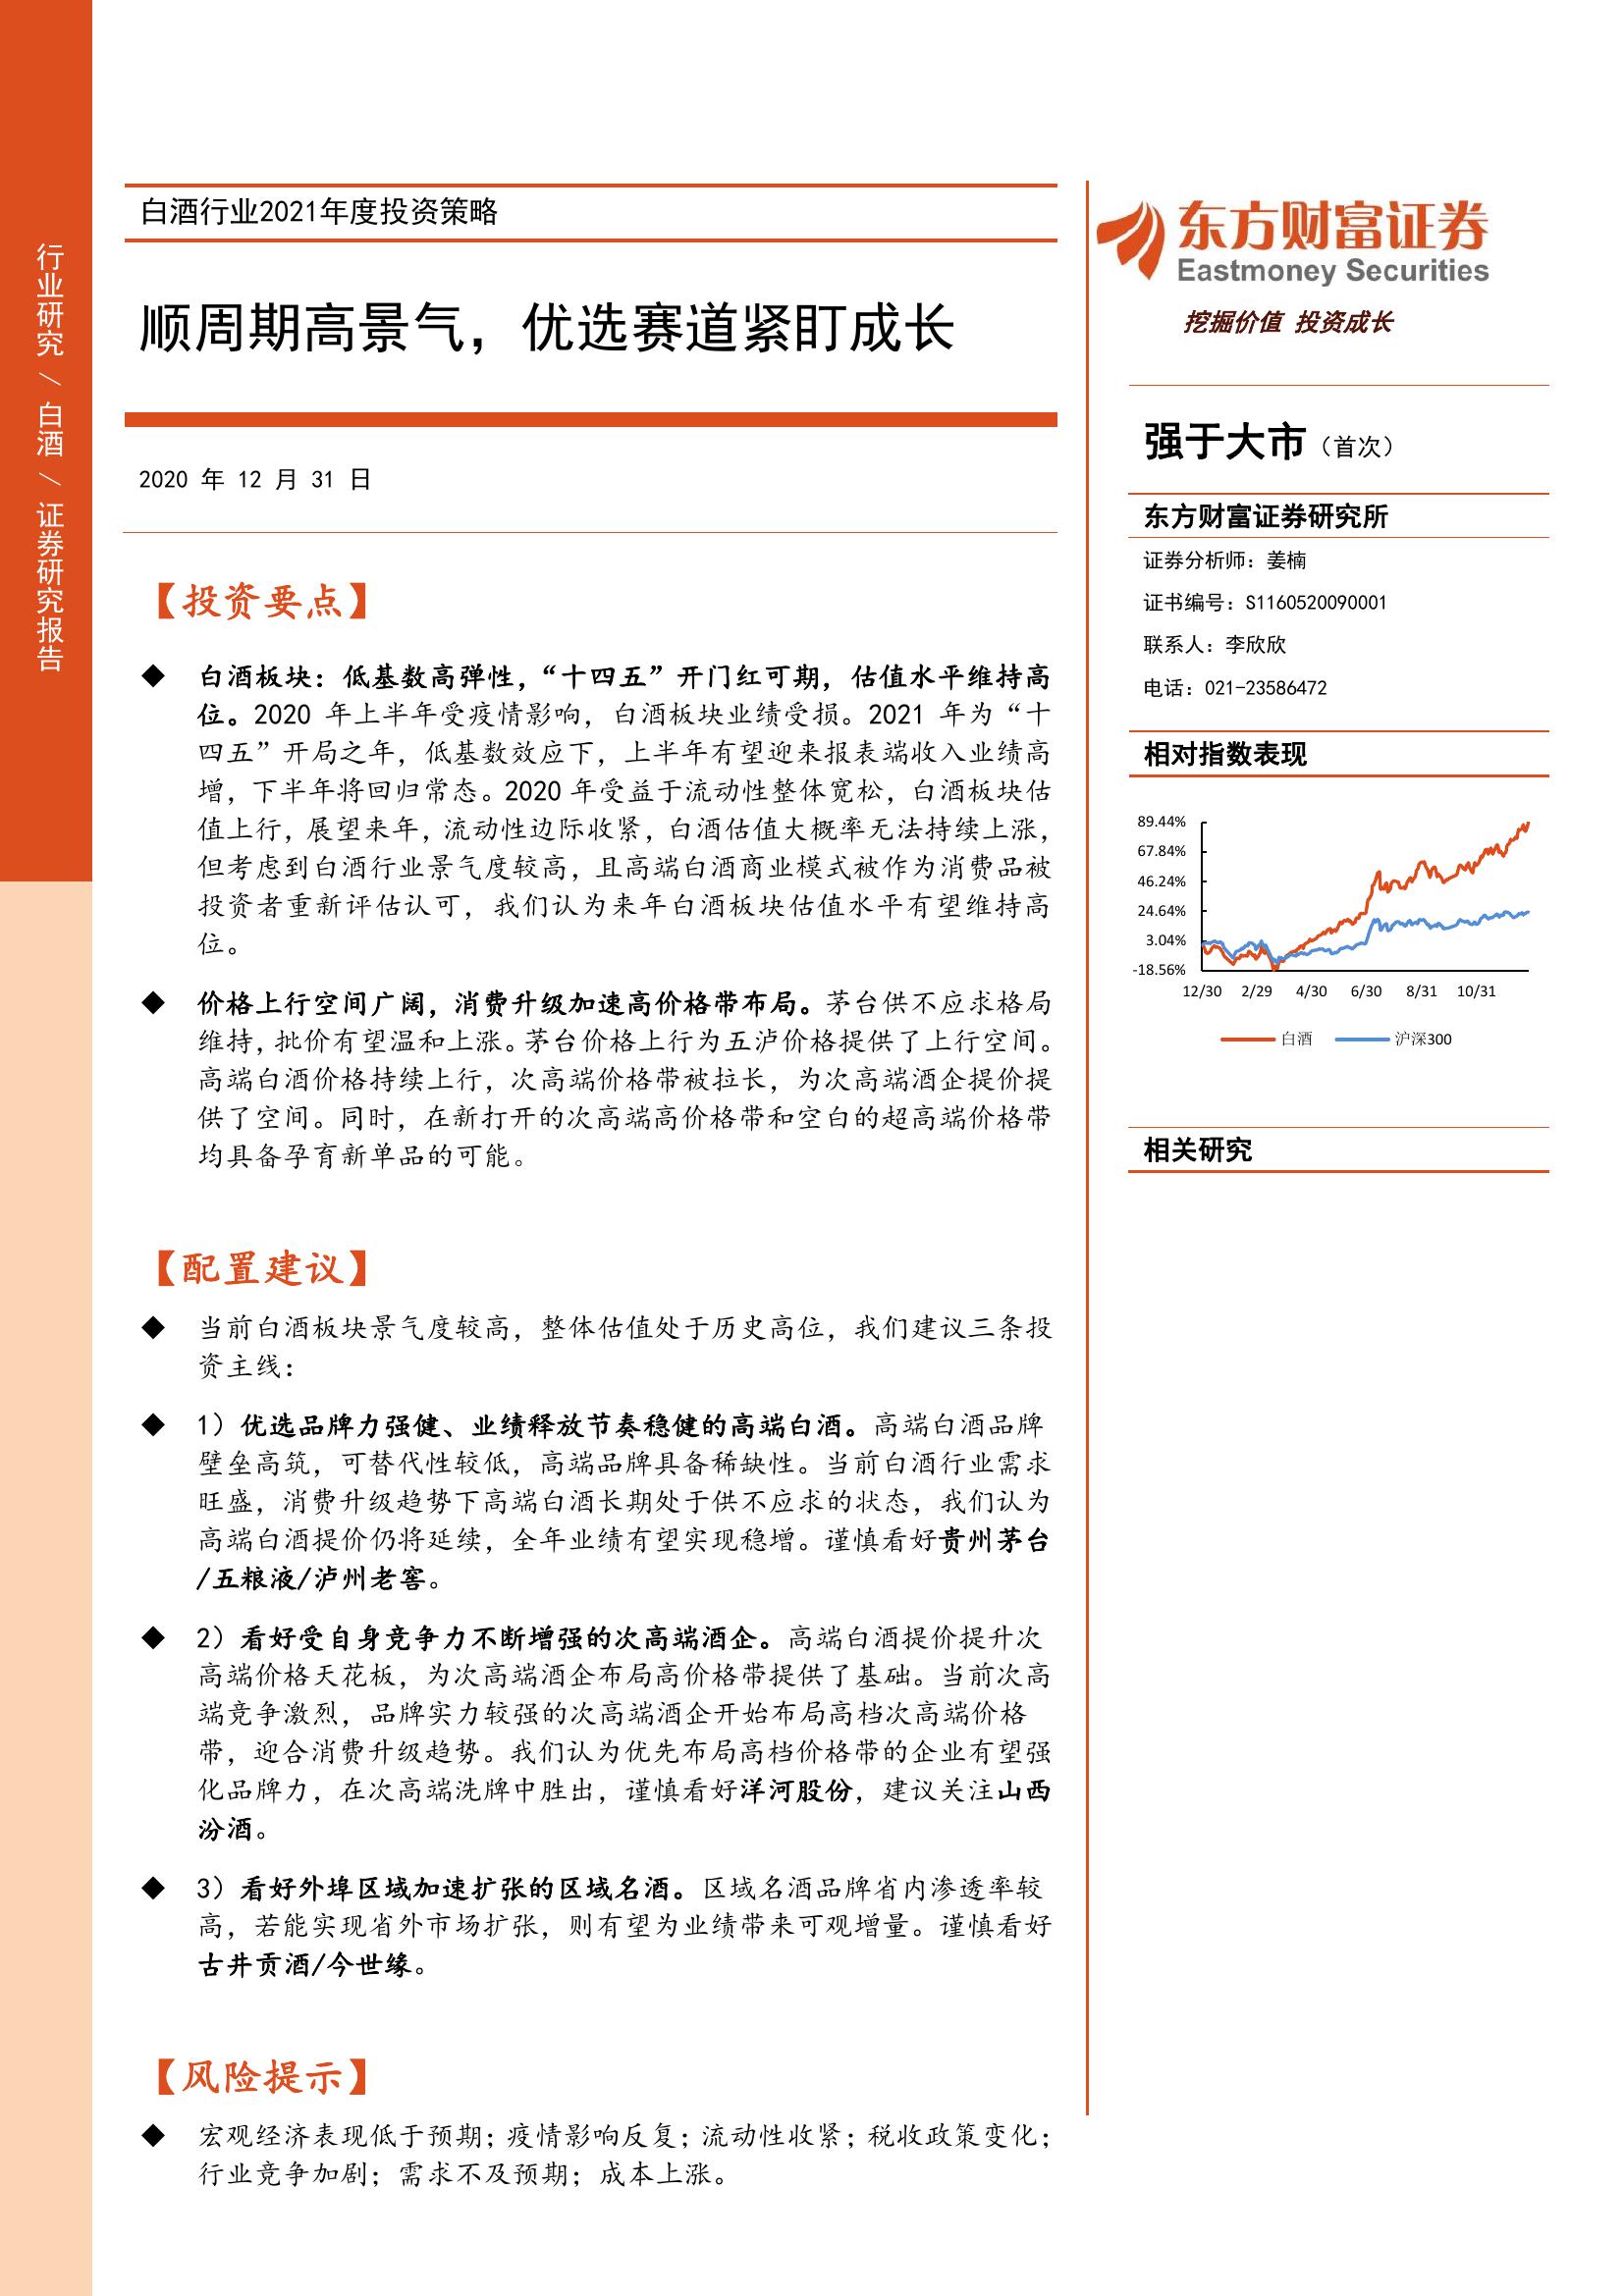 行业研究/白酒/证券研究报告
白酒行业2021年度投资策略
顺周期高景气，优选赛道紧盯成长
2020 年 12 月 31 日
【投资要点】
◆ 白酒板块：低基数高弹性，“十四五”开门红可期，估值水平维持高
位。2020 年上半年受疫情影响，白酒板块业绩受损。2021 年为“十
四五”开局之年，低基数效应下，上半年有望迎来报表端收入业绩高
增，下半年将回归常态。2020 年受益于流动性整体宽松，白酒板块估
值上行，展望来年，流动性边际收紧，白酒估值大概率无法持续上涨，
但考虑到白酒行业景气度较高，且高端白酒商业模式被作为消费品被
投资者重新评估认可，我们认为来年白酒板块估值水平有望维持高
位。
◆ 价格上行空间广阔，消费升级加速高价格带布局。茅台供不应求格局
维持，批价有望温和上涨。茅台价格上行为五泸价格提供了上行空间。
高端白酒价格持续上行，次高端价格带被拉长，为次高端酒企提价提
供了空间。同时，在新打开的次高端高价格带和空白的超高端价格带
均具备孕育新单品的可能。
【配置建议】
◆ 当前白酒板块景气度较高，整体估值处于历史高位，我们建议三条投
资主线：
◆ 1）优选品牌力强健、业绩释放节奏稳健的高端白酒。高端白酒品牌
壁垒高筑，可替代性较低，高端品牌具备稀缺性。当前白酒行业需求
旺盛，消费升级趋势下高端白酒长期处于供不应求的状态，我们认为
高端白酒提价仍将延续，全年业绩有望实现稳增。谨慎看好贵州茅台
/五粮液/泸州老窖。
◆ 2）看好受自身竞争力不断增强的次高端酒企。高端白酒提价提升次
高端价格天花板，为次高端酒企布局高价格带提供了基础。当前次高
端竞争激烈，品牌实力较强的次高端酒企开始布局高档次高端价格
带，迎合消费升级趋势。我们认为优先布局高档价格带的企业有望强
化品牌力，在次高端洗牌中胜出，谨慎看好洋河股份，建议关注山西
汾酒。
◆ 3）看好外埠区域加速扩张的区域名酒。区域名酒品牌省内渗透率较
高，若能实现省外市场扩张，则有望为业绩带来可观增量。谨慎看好
古井贡酒/今世缘。
【风险提示】
◆ 宏观经济表现低于预期；疫情影响反复；流动性收紧；税收政策变化；
行业竞争加剧；需求不及预期；成本上涨。
东方财富证券
Eastmoney Securities
挖掘价值 投资成长
强于大市（首次）
东方财富证券研究所
证券分析师：姜楠
证书编号：S1160520090001
联系人：李欣欣
电话：021-23586472
相对指数表现
89.44%
67.84%
46.24%
24.64%
3.04%
-18.56%
12/30 2/29 4/30 6/30 8/31 10/31
白酒 沪深300
相关研究